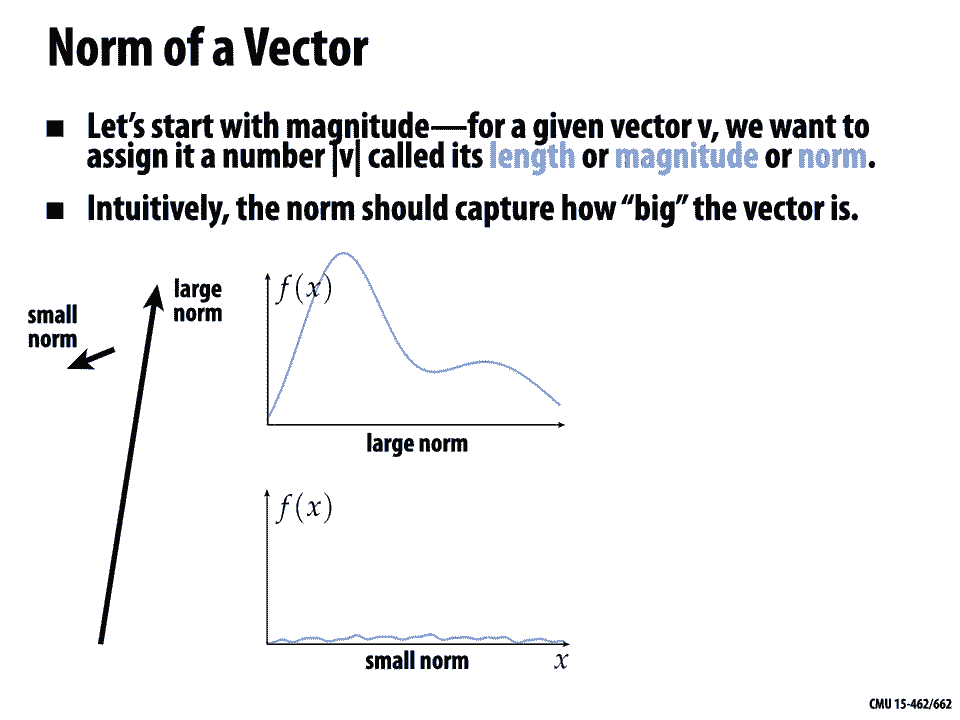 Norm of a Vector
■ Let’s start with magnitude—for a given vector v, we want to
assign it a number |v| called its length or magnitude or norm.
■ Intuitively, the norm should capture how “big” the vector is.
small
norm
large
norm
f(x)
large norm
f(x)
small norm
x
CMU 15-462/662